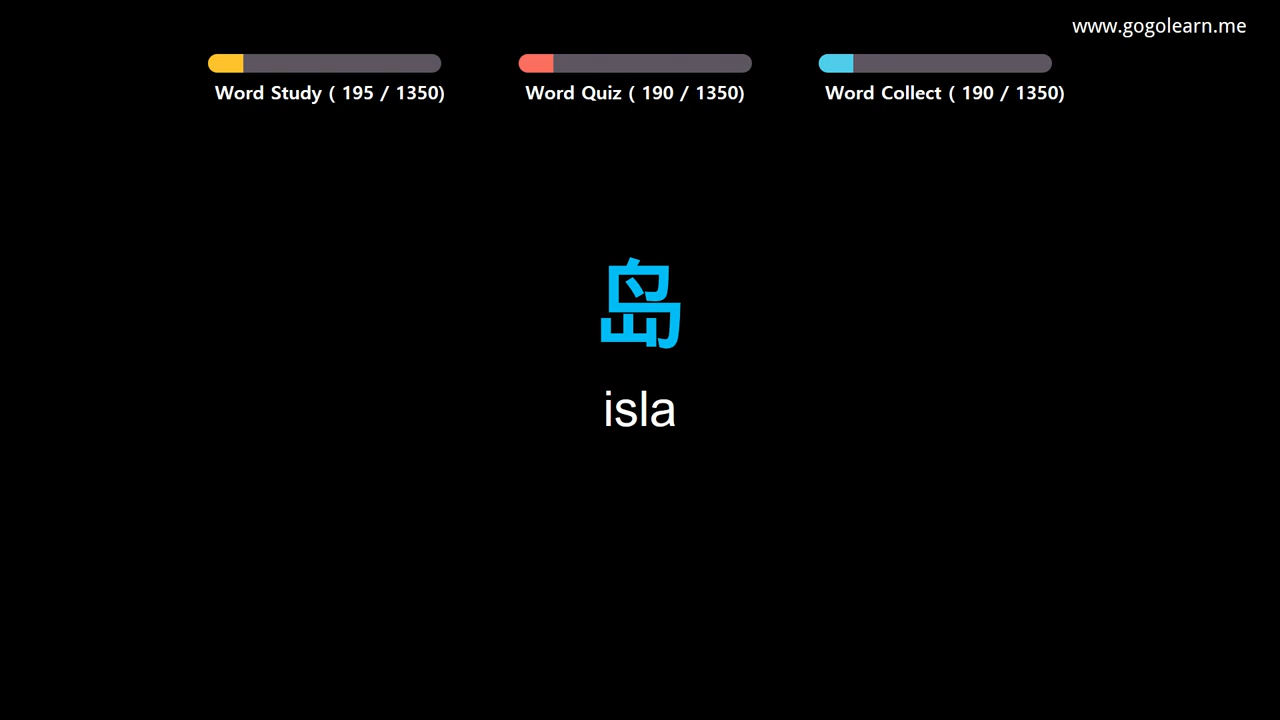 www.gogolearn.me
Word Study ( 195 / 1350)
Word Quiz ( 190 / 1350)
Word Collect ( 190 / 1350)
岛
isla